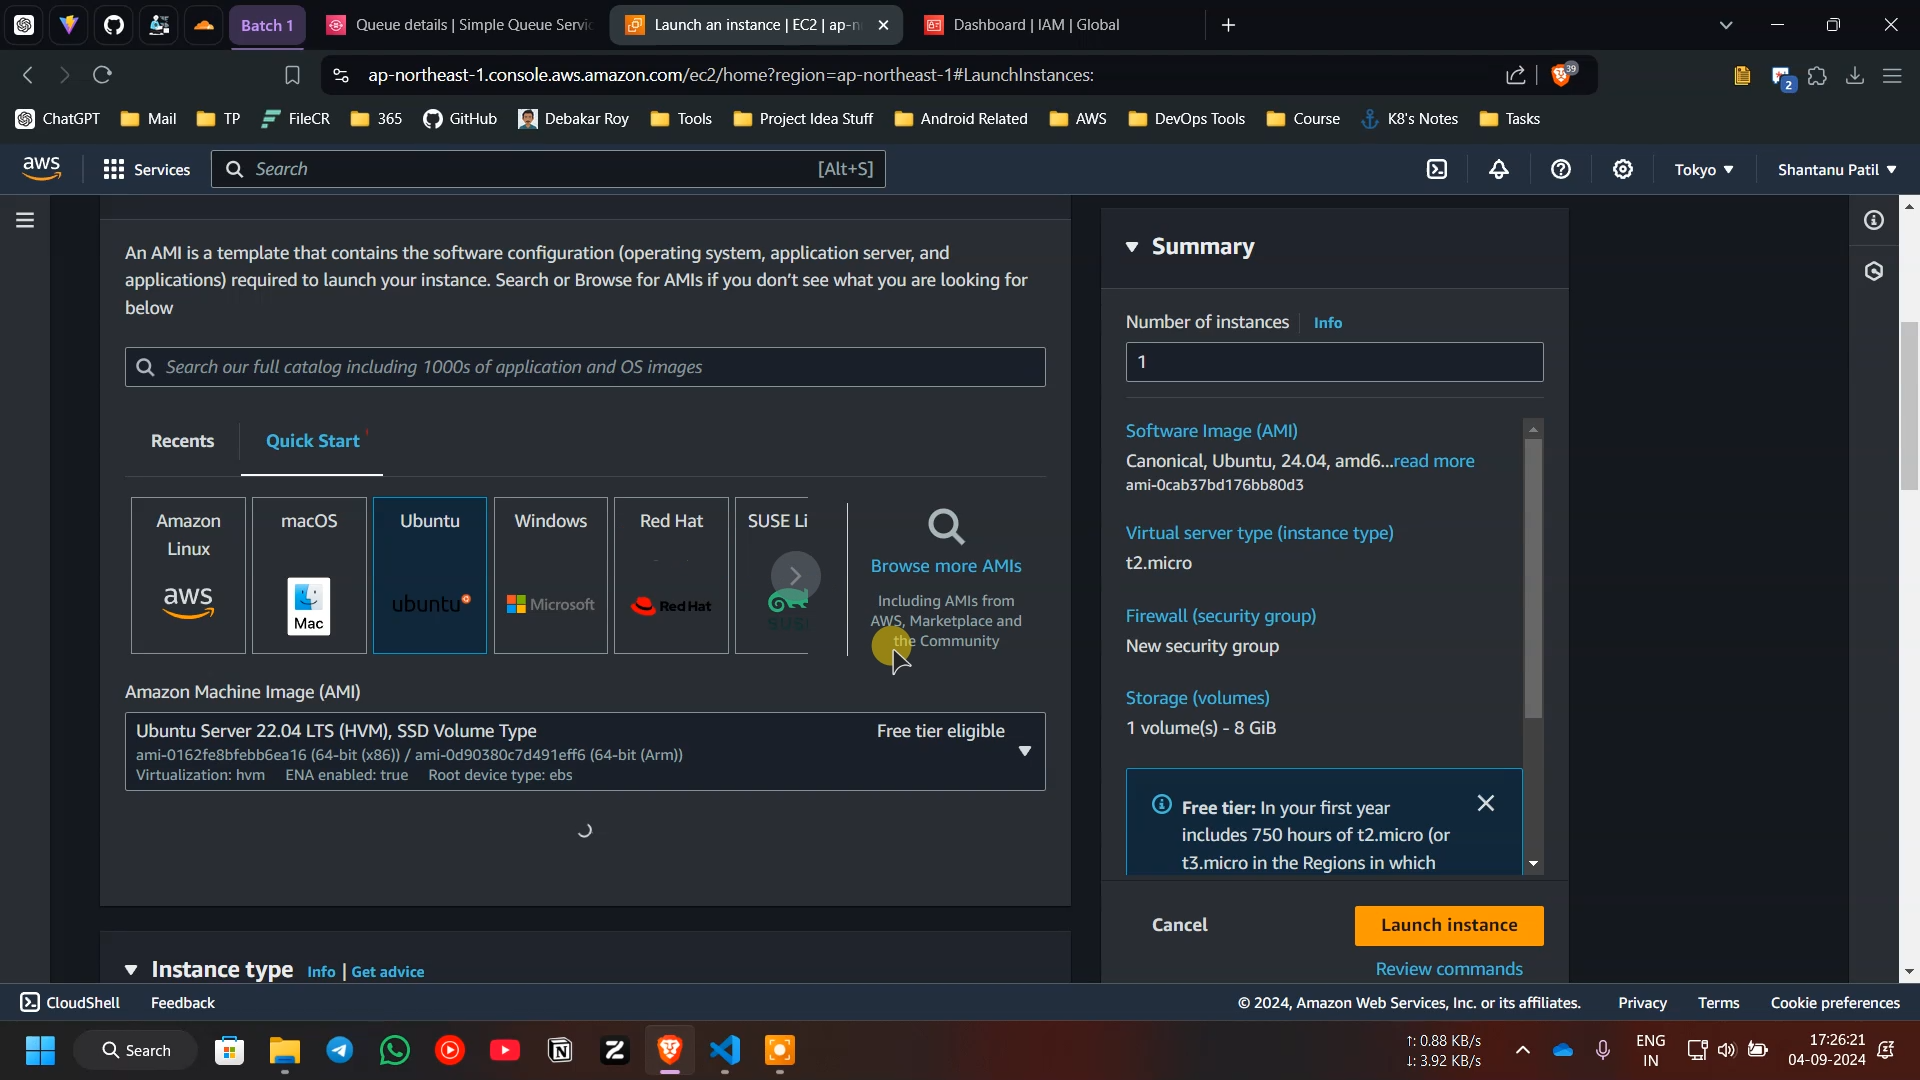 Batch 1
Queue details | Simple Queue Servic
Launch an instance | EC2 | ap-n
Dashboard | IAM | Global
ap-northeast-1.console.aws.amazon.com/ec2/home?region=ap-northeast-1#LaunchInstances:
39
2
ChatGPT
Mail
TP
FileCR
365
GitHub
Debakar Roy
Tools
Project Idea Stuff
Android Related
AWS
DevOps Tools
Course
K8's Notes
Tasks
aws
Services
Search
[Alt+S]
Tokyo
Shantanu Patil
An AMI is a template that contains the software configuration (operating system, application server, and
applications) required to launch your instance. Search or Browse for AMIs if you don't see what you are looking for
below
Search our full catalog including 1000s of application and OS images
Recents
Quick Start
Amazon
Linux
aws
macOS
Mac
Ubuntu
ubuntu
Windows
Microsoft
Red Hat
Red Hat
SUSE Li
SUSE
Browse more AMIs
Including AMIs from
AWS, Marketplace and
the Community
Amazon Machine Image (AMI)
Ubuntu Server 22.04 LTS (HVM), SSD Volume Type
Free tier eligible
ami-0162fe8bfebb6ea16 (64-bit (x86)) / ami-0d90380c7d491eff6 (64-bit (Arm))
Virtualization: hvm ENA enabled: true Root device type: ebs
Instance type Info | Get advice
Summary
Number of instances Info
1
Software Image (AMI)
Canonical, Ubuntu, 24.04, amd6...read more
ami-0cab37bd176bb80d3
Virtual server type (instance type)
t2.micro
Firewall (security group)
New security group
Storage (volumes)
1 volume(s) - 8 GiB
Free tier: In your first year
includes 750 hours of t2.micro (or
t3.micro in the Regions in which
Cancel
Launch instance
Review commands
CloudShell
Feedback
© 2024, Amazon Web Services, Inc. or its affiliates.
Privacy
Terms
Cookie preferences
Search
↑: 0.88 KB/s
↓: 3.92 KB/s
ENG
IN
17:26:21
04-09-2024